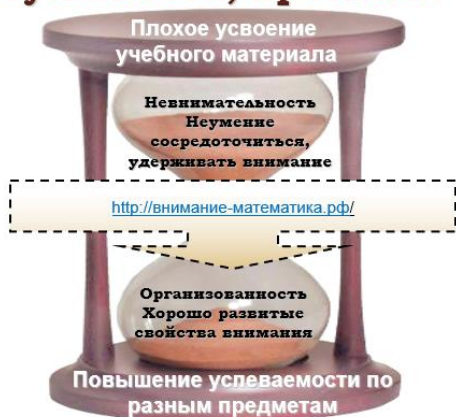 Плохое усвоение
учебного материала
Невнимательность
Неумение
сосредоточиться,
удерживать внимание
http://внимание-математика.рф/
Организованность
Хорошо развитые
свойства внимания
Повышение успеваемости по
разным предметам